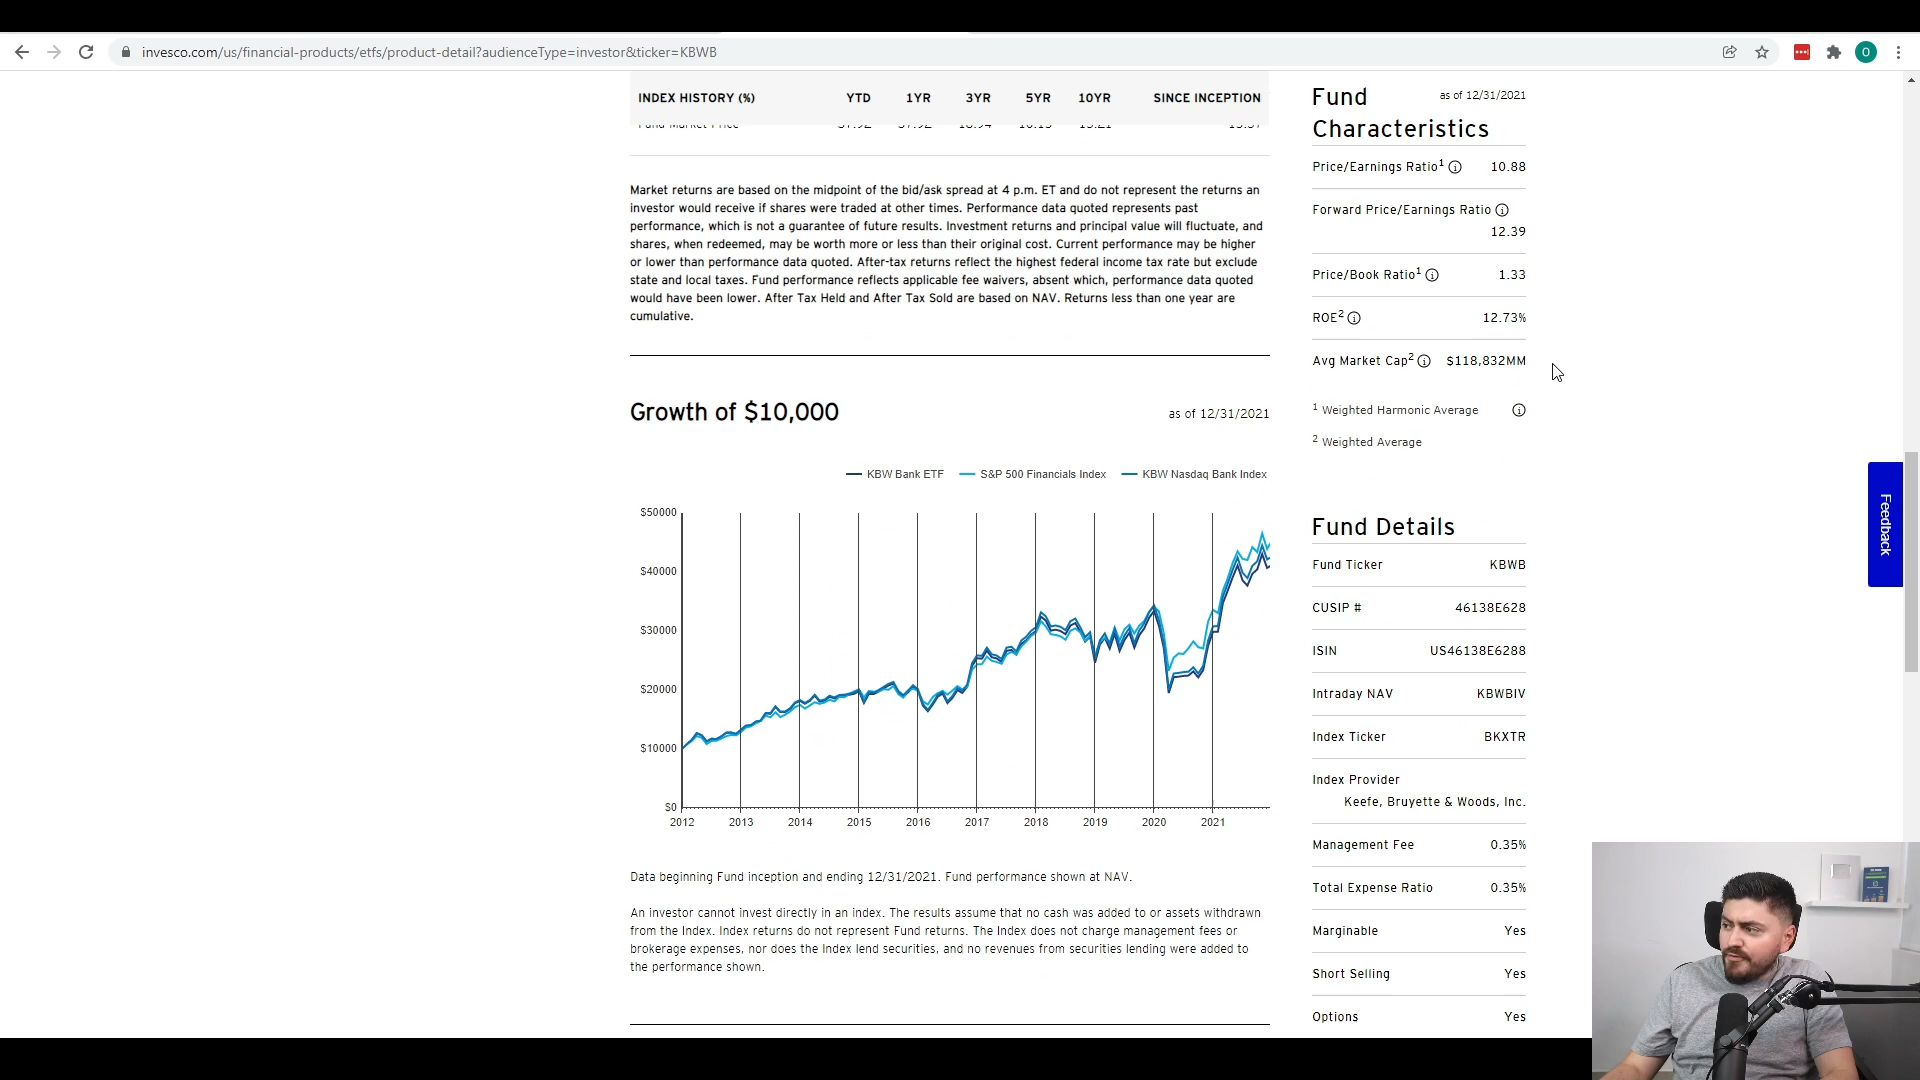 invesco.com/us/financial-products/etfs/product-detail?audienceType=investor&ticker=KBWB
O
INDEX HISTORY (%) YTD 1YR 3YR 5YR 10YR SINCE INCEPTION
Market returns are based on the midpoint of the bid/ask spread at 4 p.m. ET and do not represent the returns an
investor would receive if shares were traded at other times. Performance data quoted represents past
performance, which is not a guarantee of future results. Investment returns and principal value will fluctuate, and
shares, when redeemed, may be worth more or less than their original cost. Current performance may be higher
or lower than performance data quoted. After-tax returns reflect the highest federal income tax rate but exclude
state and local taxes. Fund performance reflects applicable fee waivers, absent which, performance data quoted
would have been lower. After Tax Held and After Tax Sold are based on NAV. Returns less than one year are
cumulative.
Growth of $10,000
as of 12/31/2021
KBW Bank ETF S&P 500 Financials Index KBW Nasdaq Bank Index
$50000
$40000
$30000
$20000
$10000
$0
2012 2013 2014 2015 2016 2017 2018 2019 2020 2021
Data beginning Fund inception and ending 12/31/2021. Fund performance shown at NAV.
An investor cannot invest directly in an index. The results assume that no cash was added to or assets withdrawn
from the Index. Index returns do not represent Fund returns. The Index does not charge management fees or
brokerage expenses, nor does the Index lend securities, and no revenues from securities lending were added to
the performance shown.
Fund
Characteristics
as of 12/31/2021
Price/Earnings Ratio1 10.88
Forward Price/Earnings Ratio
12.39
Price/Book Ratio1 1.33
ROE2 12.73%
Avg Market Cap2 $118,832MM
1 Weighted Harmonic Average
2 Weighted Average
Fund Details
Fund Ticker KBWB
CUSIP # 46138E628
ISIN US46138E6288
Intraday NAV KBWBIV
Index Ticker BKXTR
Index Provider
Keefe, Bruyette & Woods, Inc.
Management Fee 0.35%
Total Expense Ratio 0.35%
Marginable Yes
Short Selling Yes
Options Yes
Feedback